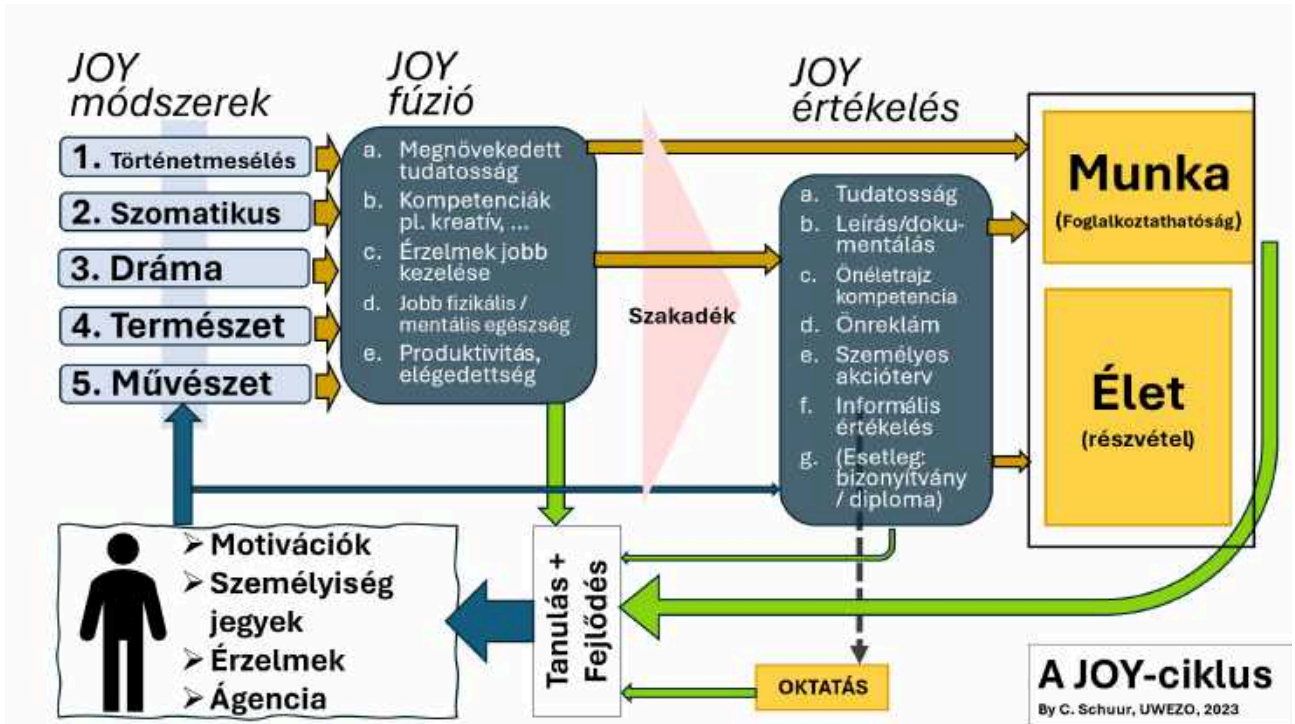 JOY
módszerek
1. Történetmesélés
2. Szomatikus
3. Dráma
4. Természet
5. Művészet
JOY
fúzió
a. Megnövekedett
tudatosság
b. Kompetenciák
pl. kreatív, ...
c. Érzelmek jobb
kezelése
d. Jobb fizikális /
mentális egészség
e. Produktivitás,
elégedettség
Szakadék
JOY
értékelés
a. Tudatosság
b. Leírás/doku-
mentálás
c. Önéletrajz
kompetencia
d. Önreklám
e. Személyes
akcióterv
f. Informális
értékelés
g. (Esetleg:
bizonyítvány
/ diploma)
Munka
(Foglalkoztathatóság)
Élet
(részvétel)
➢ Motivációk
➢ Személyiség
jegyek
➢ Érzelmek
➢ Ágencia
Tanulás +
Fejlődés
OKTATÁS
A JOY-ciklus
By C. Schuur, UWEZO, 2023